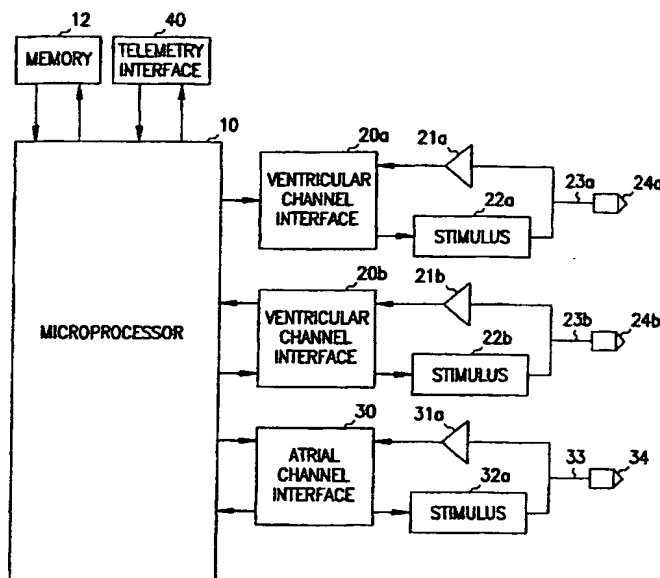 12
40
MEMORY
TELEMETRY
INTERFACE
10
MICROPROCESSOR
20a
VENTRICULAR
CHANNEL
INTERFACE
21a
22a
STIMULUS
23a
24a
20b
VENTRICULAR
CHANNEL
INTERFACE
21b
22b
STIMULUS
23b
24b
30
ATRIAL
CHANNEL
INTERFACE
31a
32a
STIMULUS
33
34